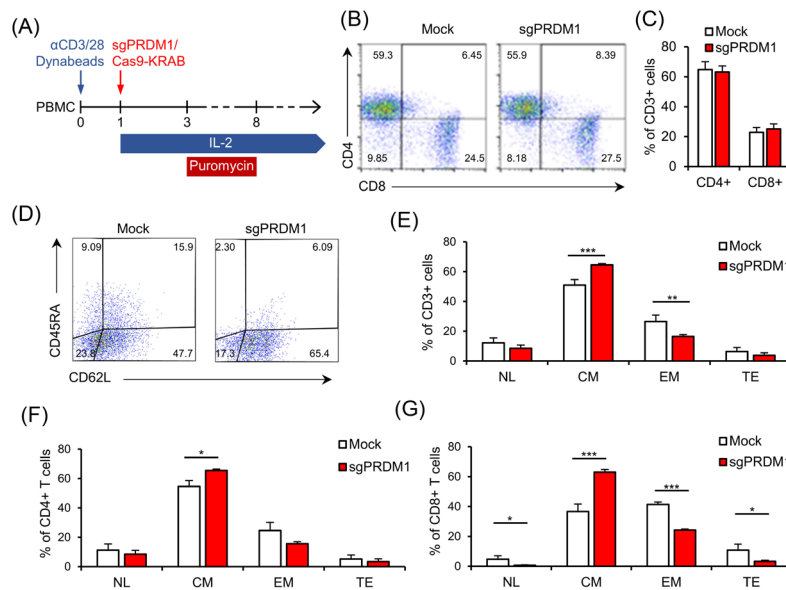 (A)
αCD3/28
Dynabeads
sgPRDM1/
Cas9-KRAB
PBMC
0
1
3
8
IL-2
Puromycin
(B)
Mock
sgPRDM1
59.3
6.45
9.85
24.5
55.9
8.39
8.18
27.5
CD4
CD8
(C)
Mock
sgPRDM1
% of CD3+ cells
80
60
40
20
0
CD4+
CD8+
(D)
Mock
sgPRDM1
9.09
15.9
23.8
47.7
2.30
6.09
17.3
65.4
CD45RA
CD62L
(E)
Mock
sgPRDM1
% of CD3+ cells
80
60
40
20
0
***
**
NL
CM
EM
TE
(F)
Mock
sgPRDM1
% of CD4+ T cells
80
60
40
20
0
*
NL
CM
EM
TE
(G)
Mock
sgPRDM1
% of CD8+ T cells
80
60
40
20
0
*
***
***
*
NL
CM
EM
TE